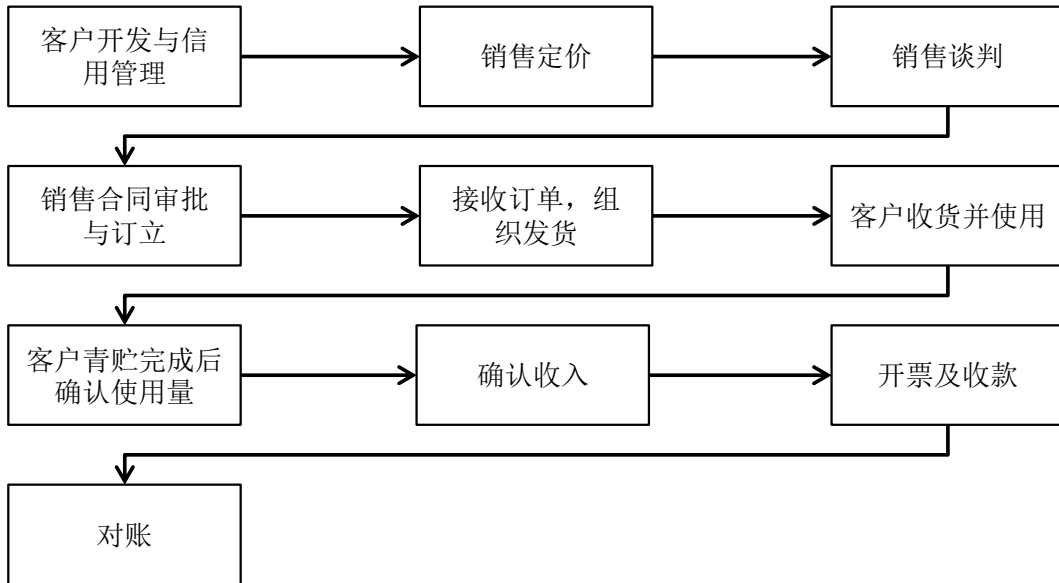 客户开发与信
用管理
销售定价
销售谈判
销售合同审批
与订立
接收订单，组
织发货
客户收货并使用
客户青贮完成后
确认使用量
确认收入
开票及收款
对账